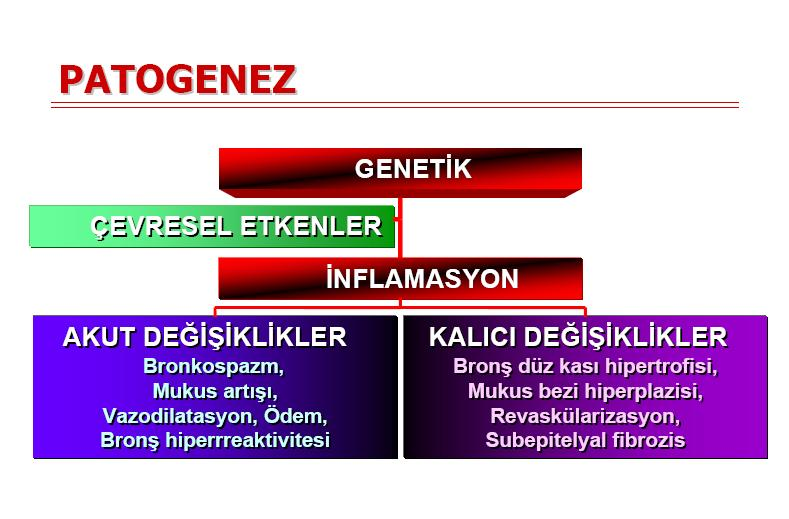 PATOGENEZ
GENETİK
ÇEVRESEL ETKENLER
İNFLAMASYON
AKUT DEĞİŞİKLİKLER
Bronkospazm,
Mukus artışı,
Vazodilatasyon, Ödem,
Bronş hiperrreaktivitesi
KALICI DEĞİŞİKLİKLER
Bronş düz kası hipertrofisi,
Mukus bezi hiperplazisi,
Revaskülarizasyon,
Subepitelyal fibrozis